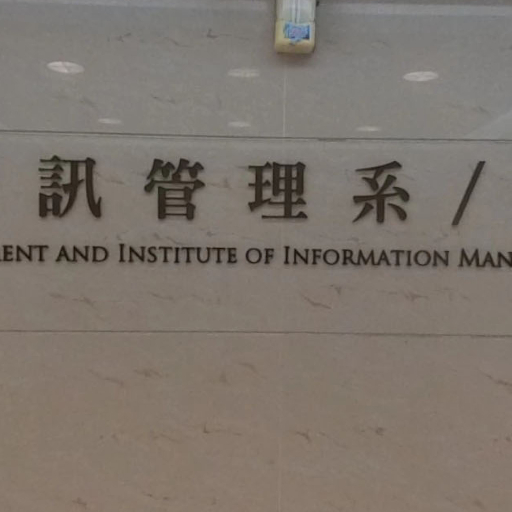 訊管理系/
ENT AND INSTITUTE OF INFORMATION MAN